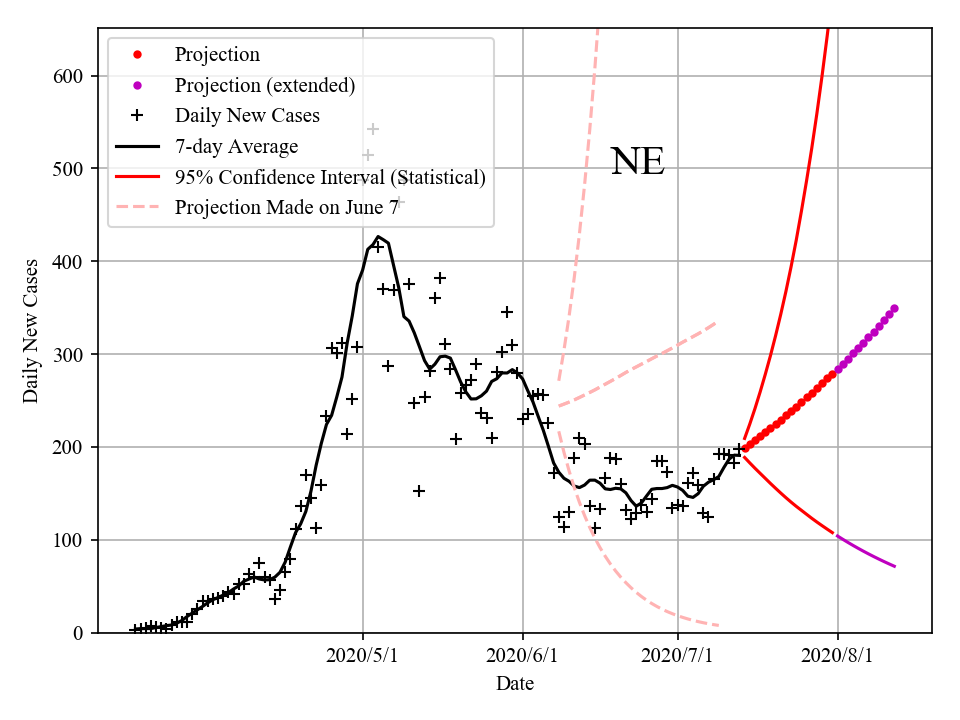 Projection
Projection (extended)
Daily New Cases
7-day Average
95% Confidence Interval (Statistical)
Projection Made on June 7
NE
600
500
400
300
200
100
0
Daily New Cases
2020/5/1 2020/6/1 2020/7/1 2020/8/1
Date